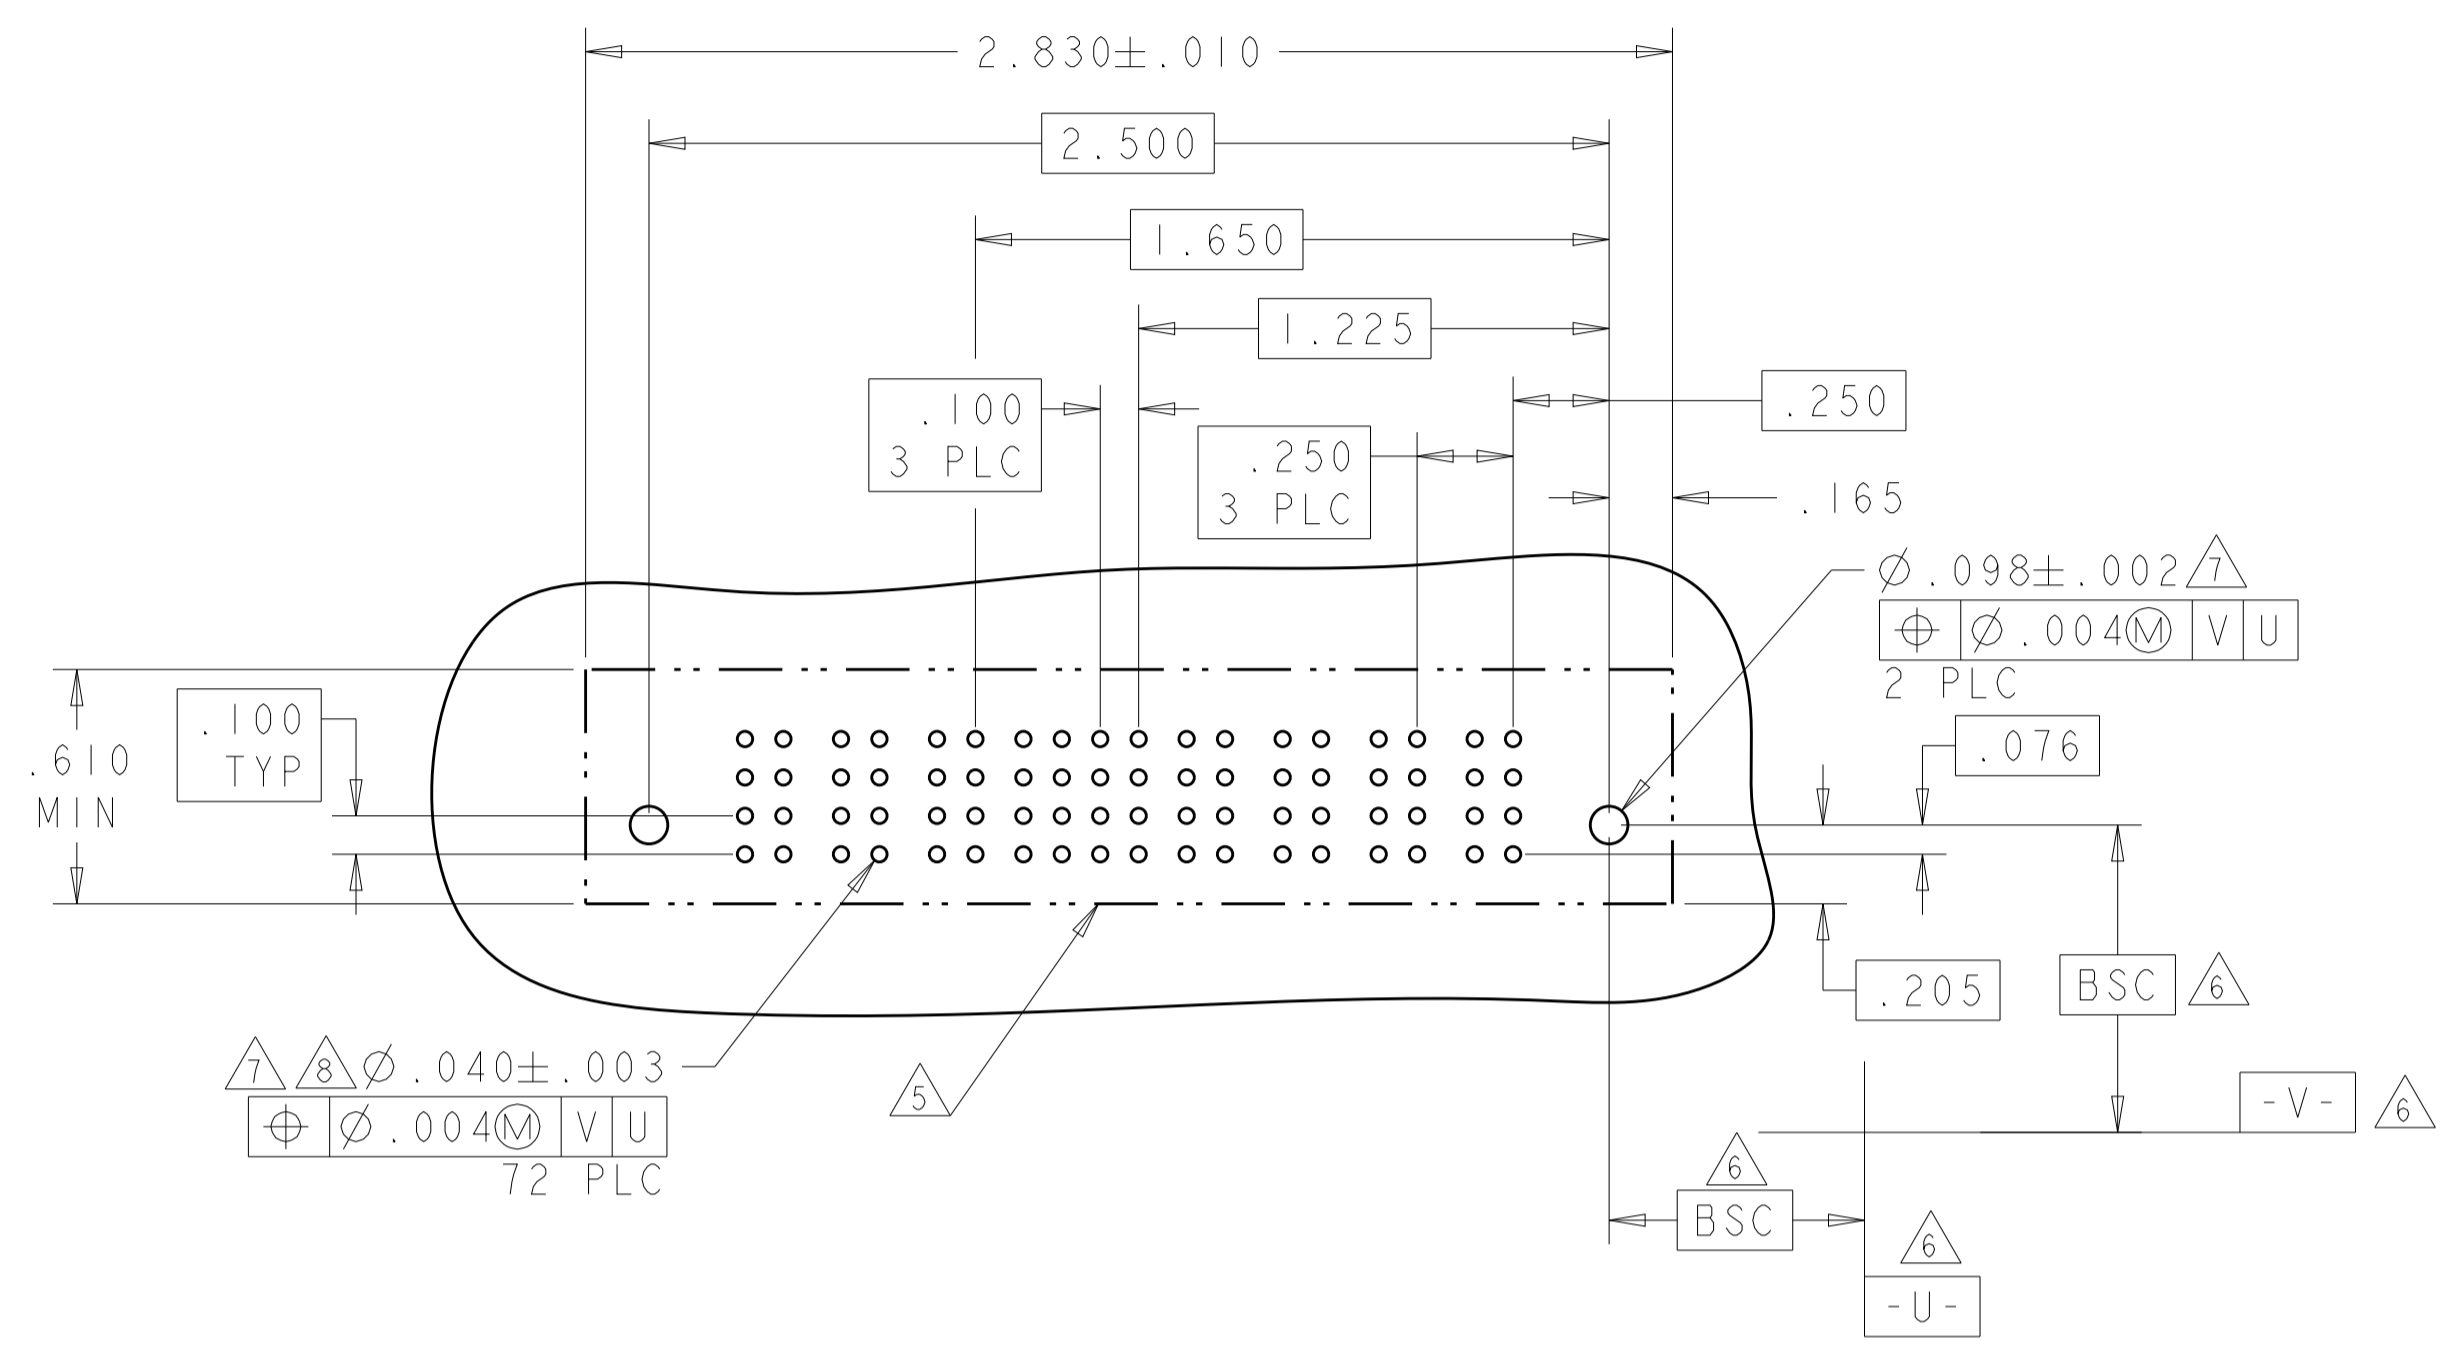 2.830±.010
2.500
1.650
1.225
.100
3 PLC
.250
.250
3 PLC
.165
⌀.098±.002 7
⌖ ⌀.004Ⓜ V U
2 PLC
.100
TYP
.610
MIN
.076
.205
BSC 6
7 8 ⌀.040±.003
⌖ ⌀.004Ⓜ V U
72 PLC
5
-V- 6
6
BSC
6
-U-